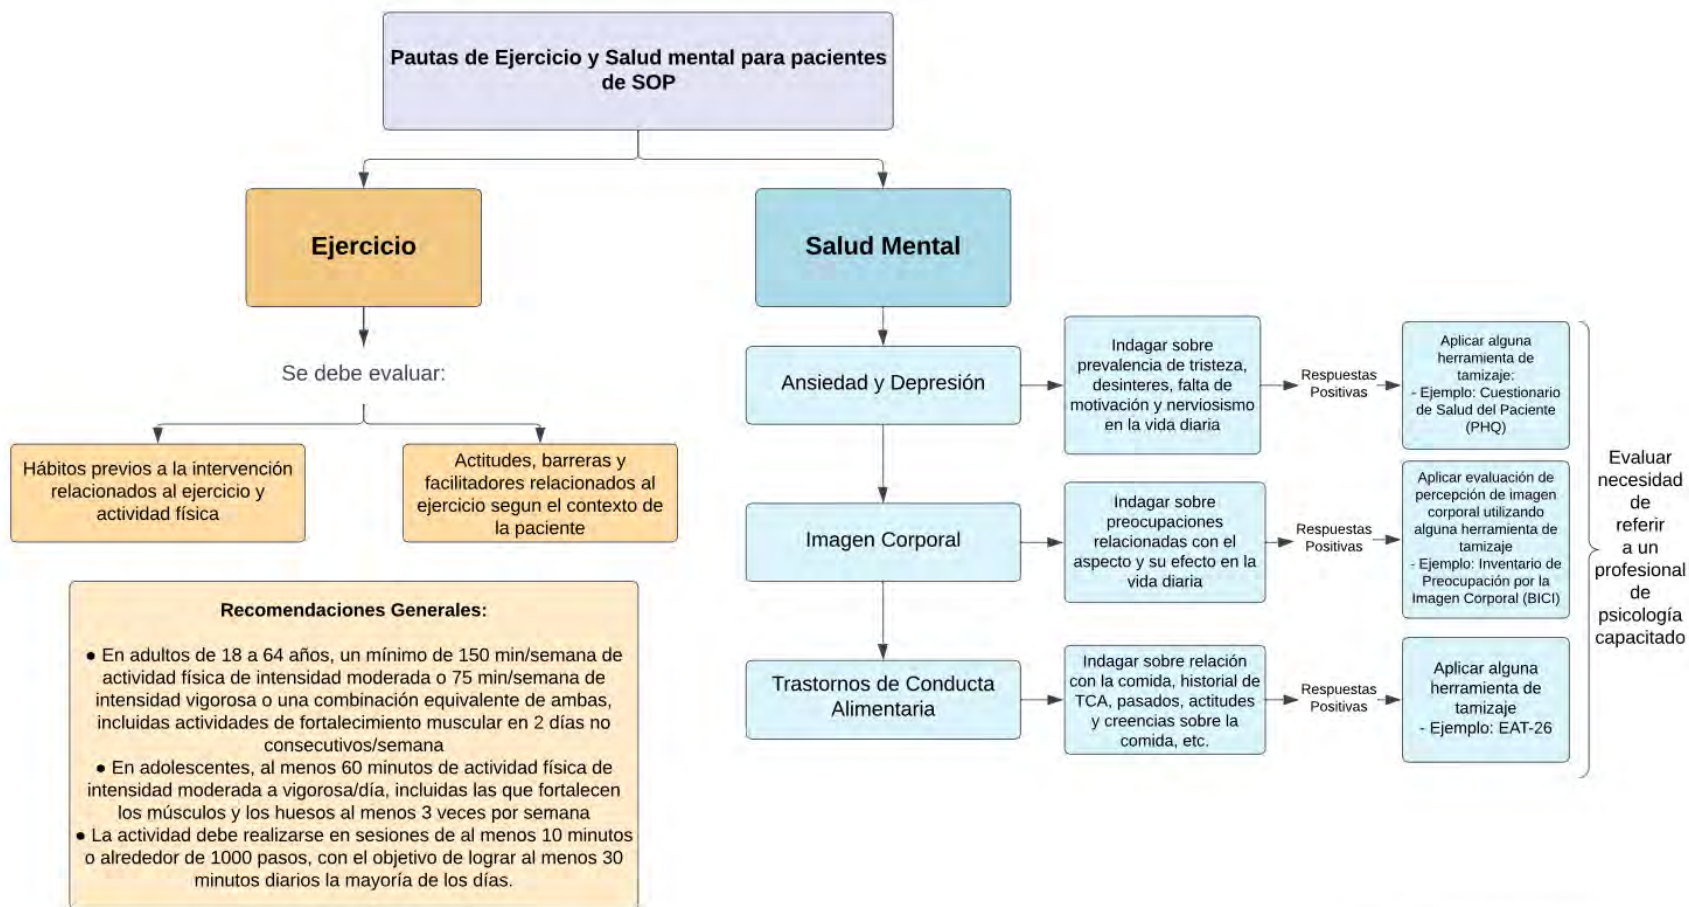 Pautas de Ejercicio y Salud mental para pacientes
de SOP
Ejercicio
Se debe evaluar:
Hábitos previos a la intervención
relacionados al ejercicio y
actividad física
Actitudes, barreras y
facilitadores relacionados al
ejercicio segun el contexto de
la paciente
Recomendaciones Generales:
● En adultos de 18 a 64 años, un mínimo de 150 min/semana de
actividad física de intensidad moderada o 75 min/semana de
intensidad vigorosa o una combinación equivalente de ambas,
incluidas actividades de fortalecimiento muscular en 2 días no
consecutivos/semana
● En adolescentes, al menos 60 minutos de actividad física de
intensidad moderada a vigorosa/día, incluidas las que fortalecen
los músculos y los huesos al menos 3 veces por semana
● La actividad debe realizarse en sesiones de al menos 10 minutos
o alrededor de 1000 pasos, con el objetivo de lograr al menos 30
minutos diarios la mayoría de los días.
Salud Mental
Ansiedad y Depresión
Indagar sobre
prevalencia de tristeza,
desinteres, falta de
motivación y nerviosismo
en la vida diaria
Respuestas
Positivas
Aplicar alguna
herramienta de
tamizaje:
- Ejemplo: Cuestionario
de Salud del Paciente
(PHQ)
Imagen Corporal
Indagar sobre
preocupaciones
relacionadas con el
aspecto y su efecto en la
vida diaria
Respuestas
Positivas
Aplicar evaluación de
percepción de imagen
corporal utilizando
alguna herramienta de
tamizaje
- Ejemplo: Inventario de
Preocupación por la
Imagen Corporal (BICI)
Trastornos de Conducta
Alimentaria
Indagar sobre relación
con la comida, historial de
TCA, pasados, actitudes
y creencias sobre la
comida, etc.
Respuestas
Positivas
Aplicar alguna
herramienta de
tamizaje
- Ejemplo: EAT-26
Evaluar
necesidad
de
referir
a un
profesional
de
psicología
capacitado